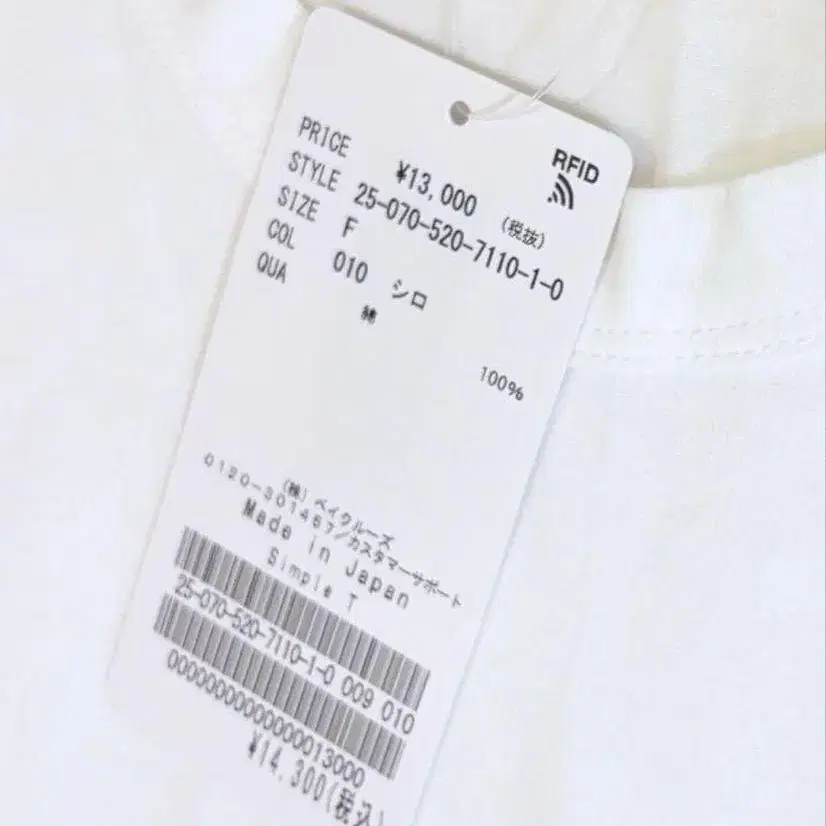 RFID
PRICE ¥13,000 (税抜)
STYLE 25-070-520-7110-1-0
SIZE F
COL 010 シロ
QUA
綿 100%
(株) ベイクルーズ
0120-301457/カスタマーサポート
Made in Japan
Simple T
25-070-520-7110-1-0 009 010
0000000000000013000
¥14,300(税込)